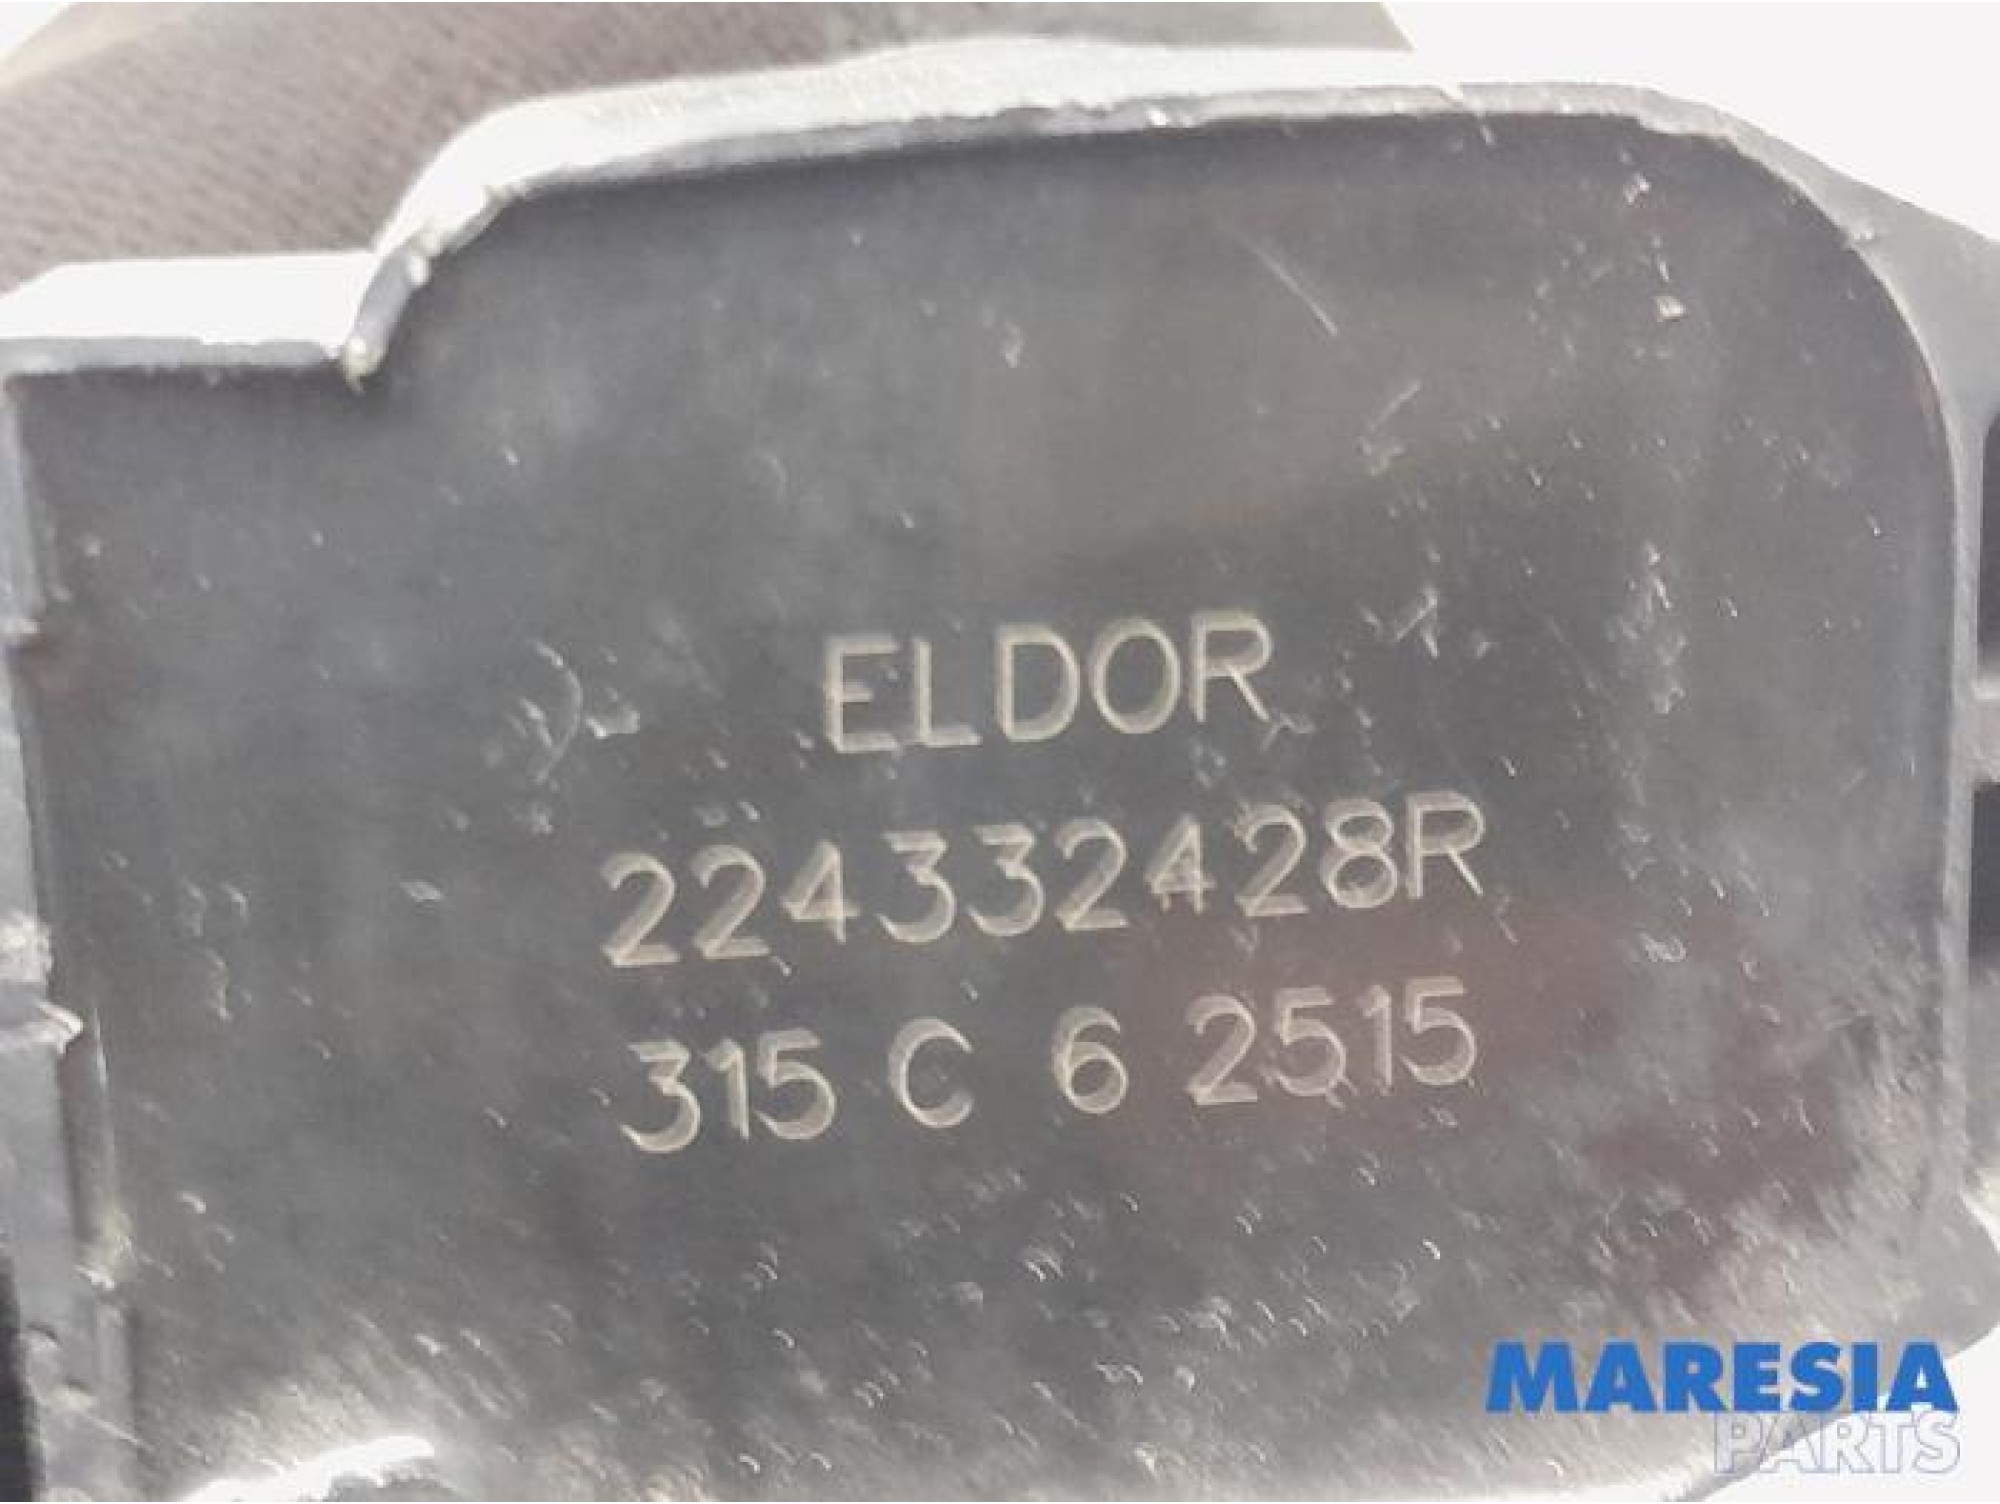 ELDOR
224332428R
315 C 6 2515
MARESIA
PARTS